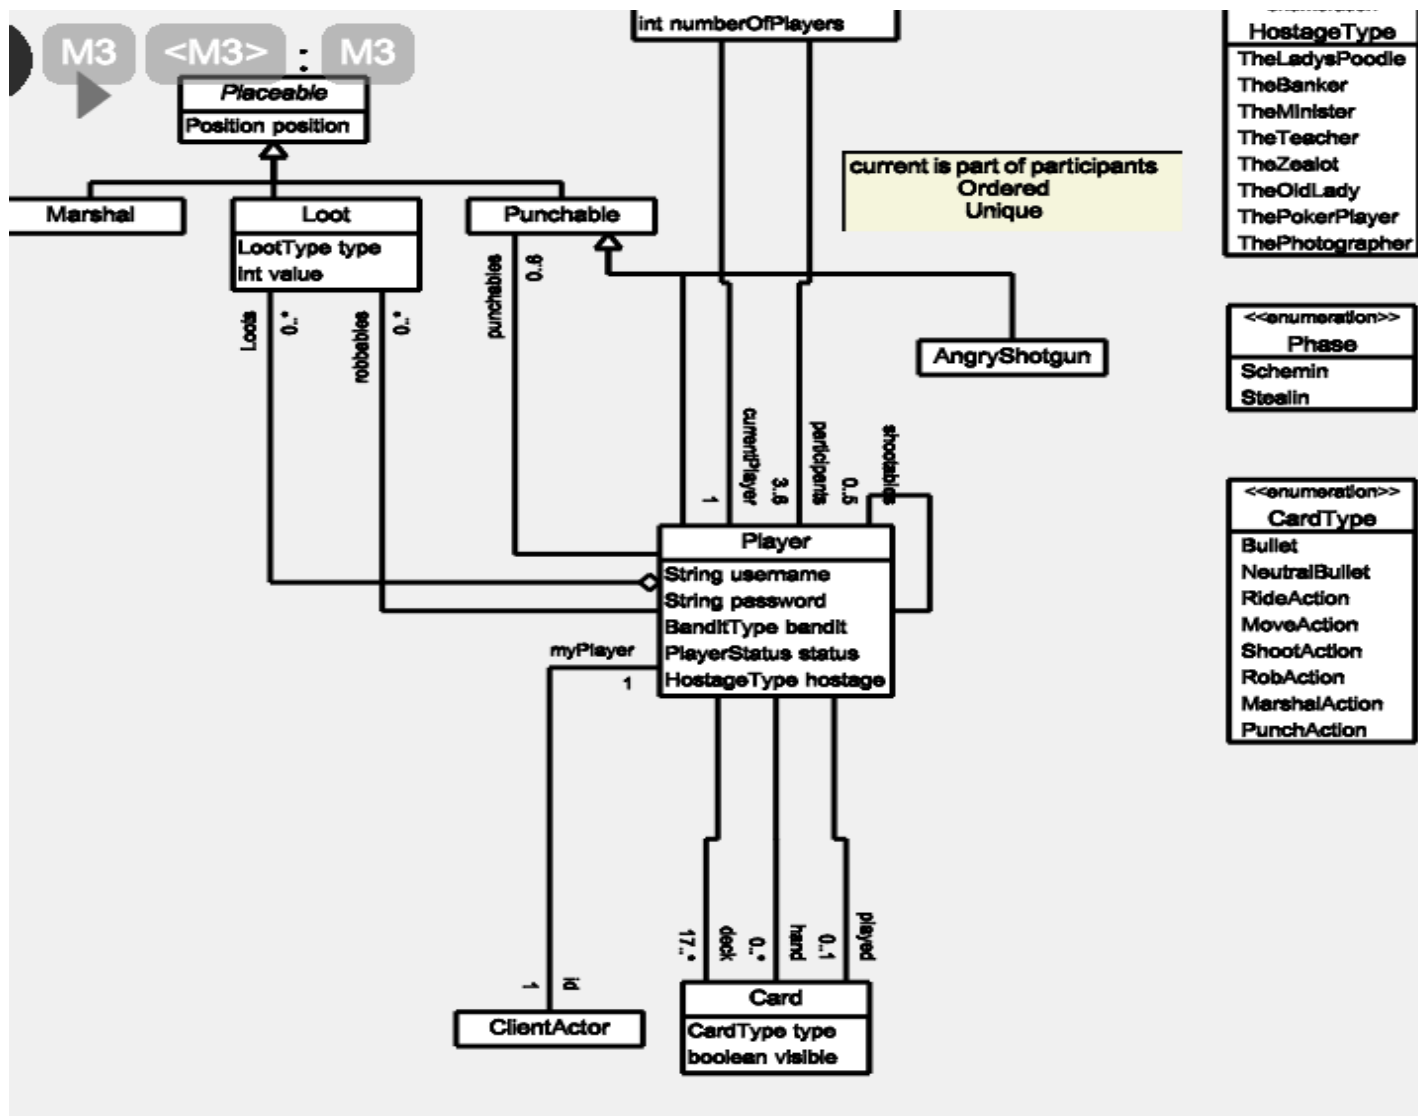 int numberOfPlayers
M3 <M3> : M3
HostageType
TheLadysPoodle
TheBanker
TheMinister
TheTeacher
TheZealot
TheOldLady
ThePokerPlayer
ThePhotographer
Placeable
Position position
current is part of participants
Ordered
Unique
Marshal
Loot
LootType type
int value
Punchable
punchables
Loots
0..*
robbables
0..*
<<enumeration>>
Phase
Schemin
Stealin
AngryShotgun
currentPlayer
1
participants
3..6
shootables
0..5
<<enumeration>>
CardType
Bullet
NeutralBullet
RideAction
MoveAction
ShootAction
RobAction
MarshalAction
PunchAction
Player
String username
String password
BanditType bandit
PlayerStatus status
HostageType hostage
myPlayer
1
deck
17..*
hand
0..*
played
0..1
id
1
ClientActor
Card
CardType type
boolean visible